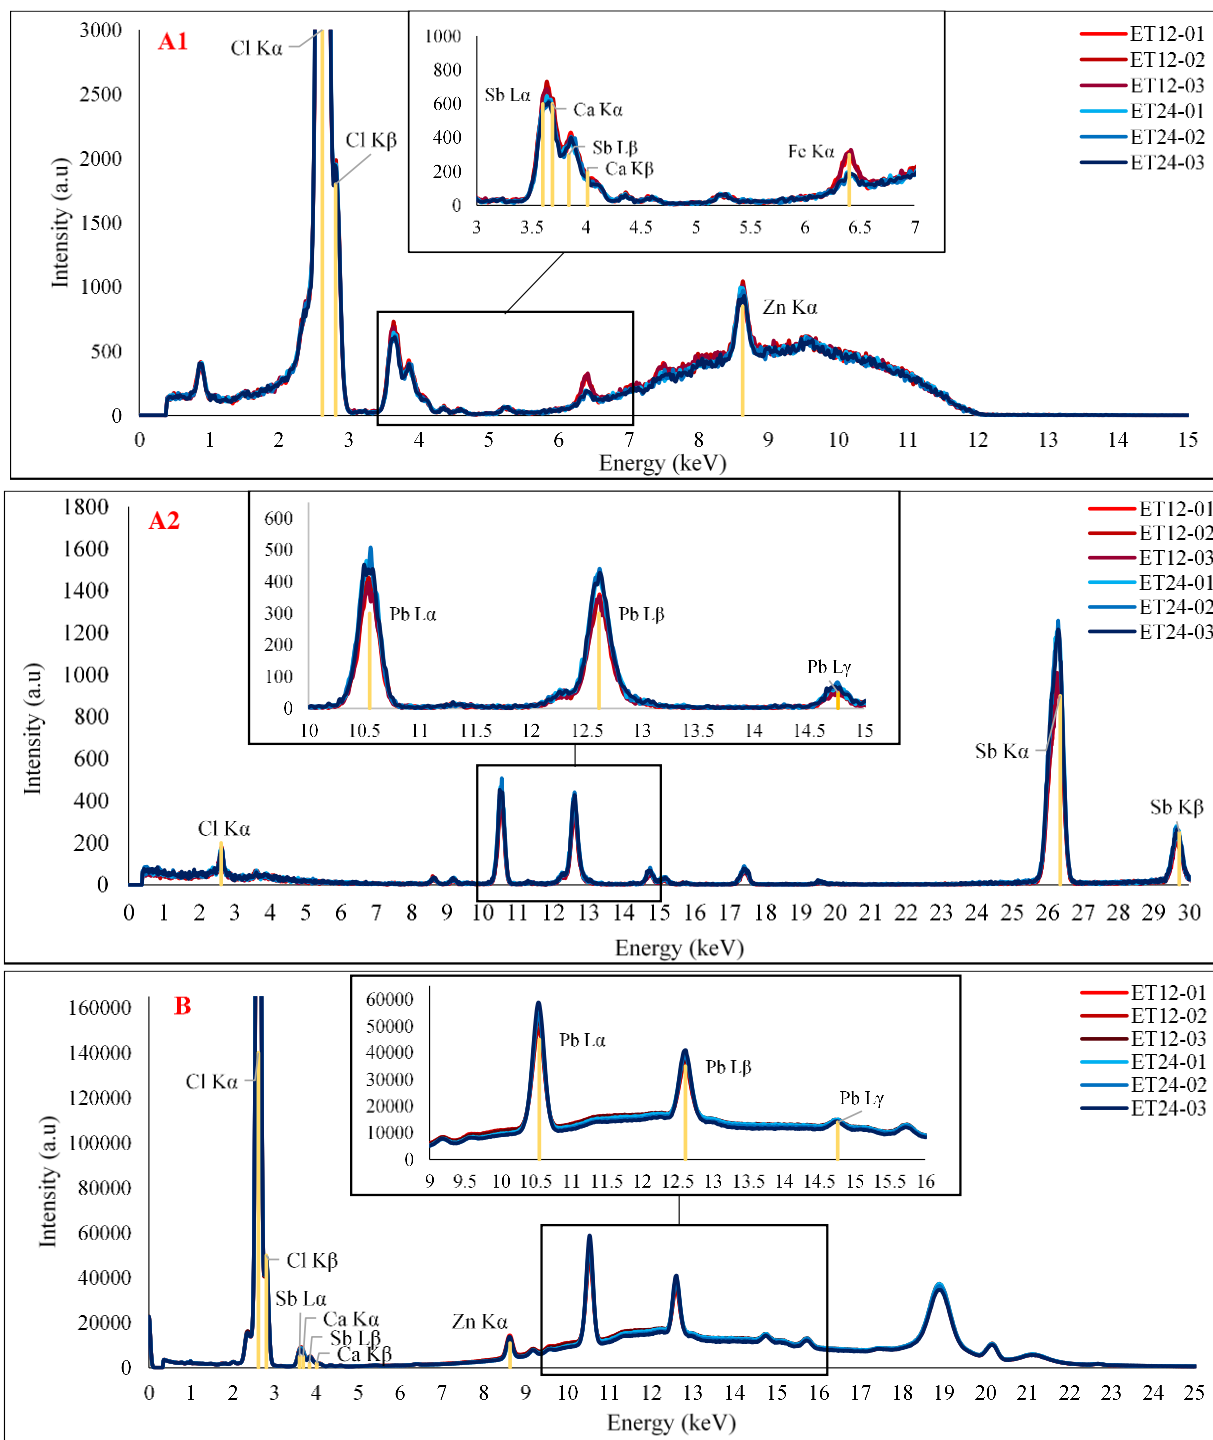 A1
Cl Kα
Cl Kβ
Zn Kα
Intensity (a.u)
3000
2500
2000
1500
1000
500
0
0 1 2 3 4 5 6 7 8 9 10 11 12 13 14 15
Energy (keV)
1000
800
600
400
200
0
Sb Lα
Ca Kα
Sb Lβ
Ca Kβ
Fe Kα
3 3.5 4 4.5 5 5.5 6 6.5 7
ET12-01
ET12-02
ET12-03
ET24-01
ET24-02
ET24-03
A2
Intensity (a.u)
1800
1600
1400
1200
1000
800
600
400
200
0
Cl Kα
Sb Kα
Sb Kβ
0 1 2 3 4 5 6 7 8 9 10 11 12 13 14 15 16 17 18 19 20 21 22 23 24 25 26 27 28 29 30
Energy (keV)
600
500
400
300
200
100
0
Pb Lα
Pb Lβ
Pb Lγ
10 10.5 11 11.5 12 12.5 13 13.5 14 14.5 15
ET12-01
ET12-02
ET12-03
ET24-01
ET24-02
ET24-03
B
Intensity (a.u)
160000
140000
120000
100000
80000
60000
40000
20000
0
Cl Kα
Cl Kβ
Sb Lα
Ca Kα
Sb Lβ
Ca Kβ
Zn Kα
0 1 2 3 4 5 6 7 8 9 10 11 12 13 14 15 16 17 18 19 20 21 22 23 24 25
Energy (keV)
60000
50000
40000
30000
20000
10000
0
Pb Lα
Pb Lβ
Pb Lγ
9 9.5 10 10.5 11 11.5 12 12.5 13 13.5 14 14.5 15 15.5 16
ET12-01
ET12-02
ET12-03
ET24-01
ET24-02
ET24-03